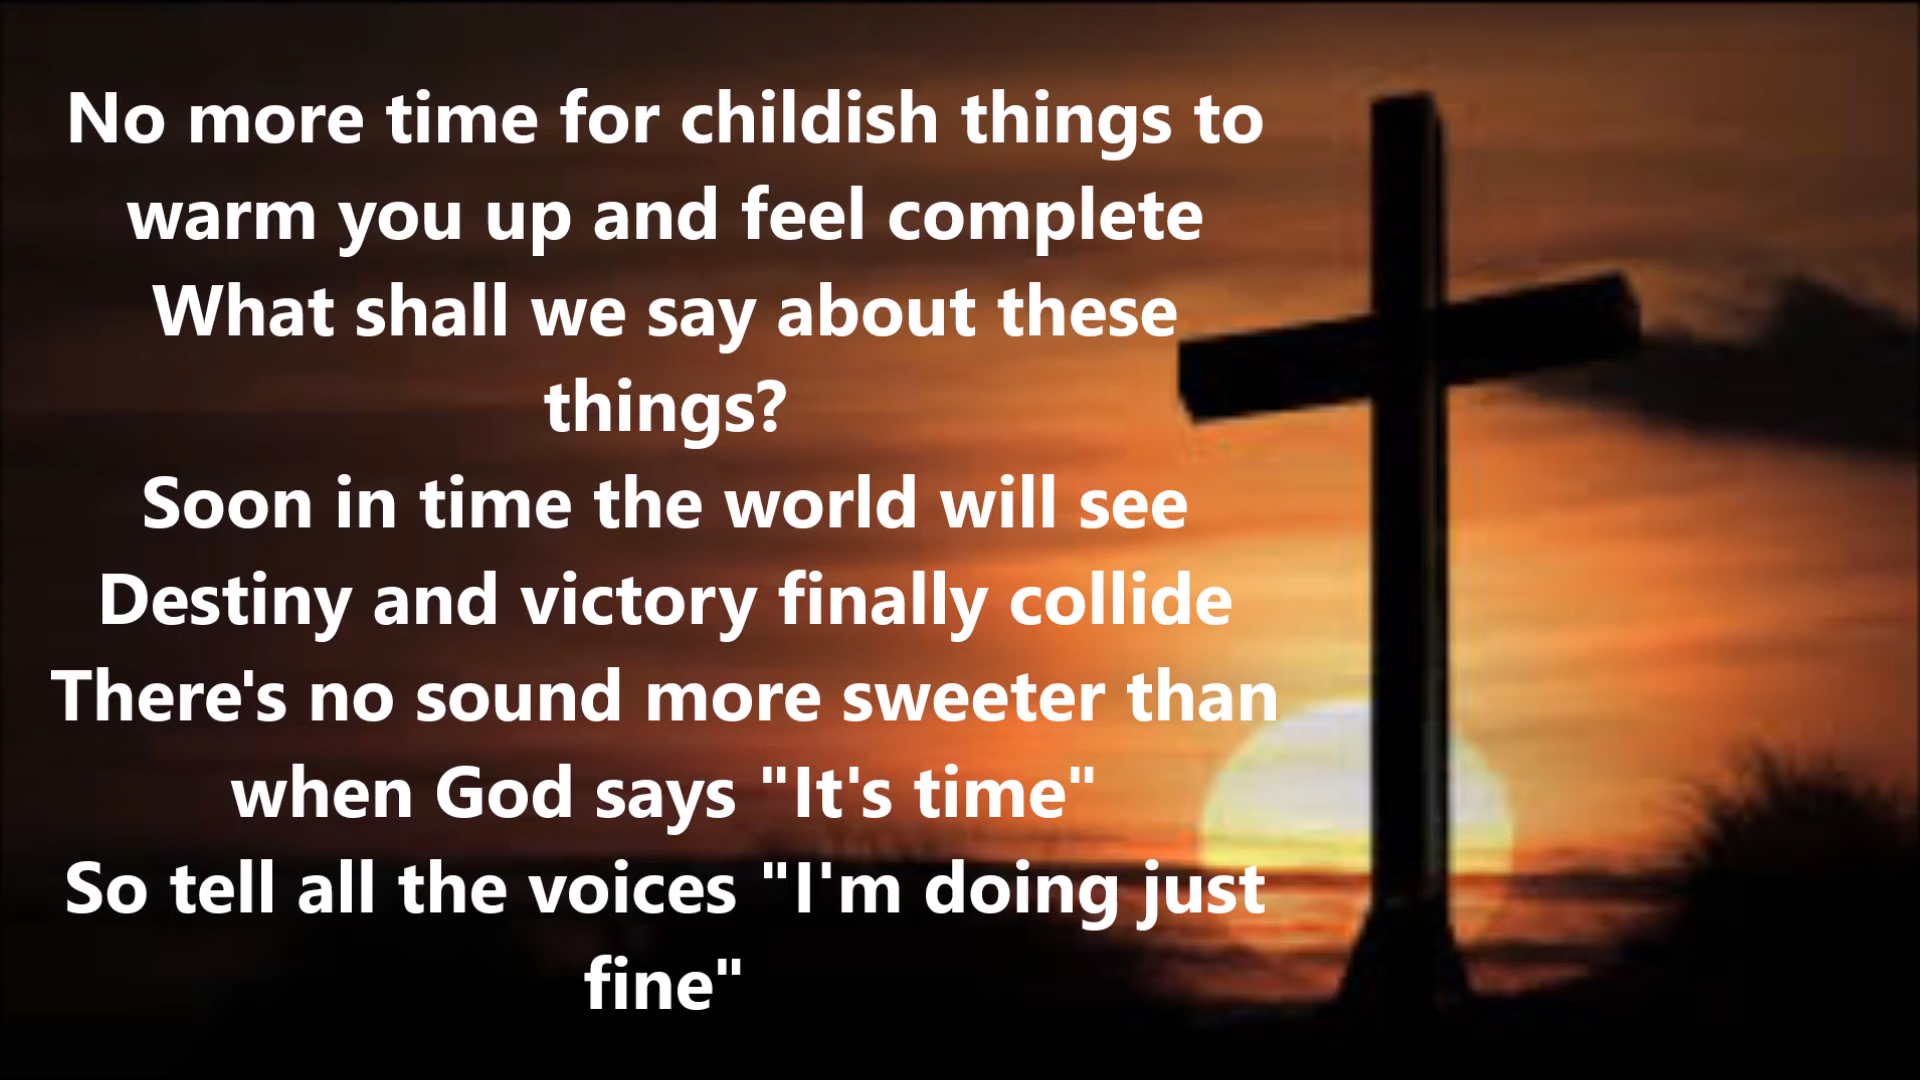 No more time for childish things to
warm you up and feel complete
What shall we say about these
things?
Soon in time the world will see
Destiny and victory finally collide
There's no sound more sweeter than
when God says "It's time"
So tell all the voices "I'm doing just
fine"